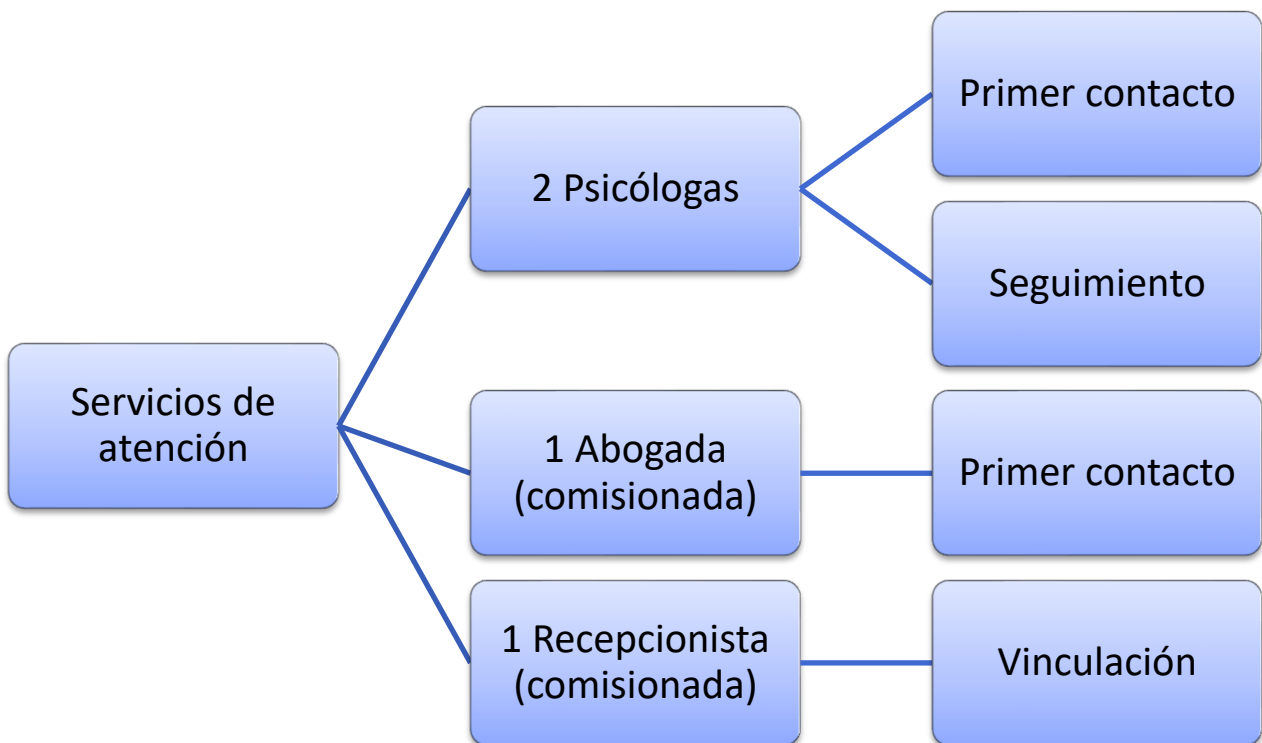 Servicios de
atención
2 Psicólogas
Primer contacto
Seguimiento
1 Abogada
(comisionada)
Primer contacto
1 Recepcionista
(comisionada)
Vinculación